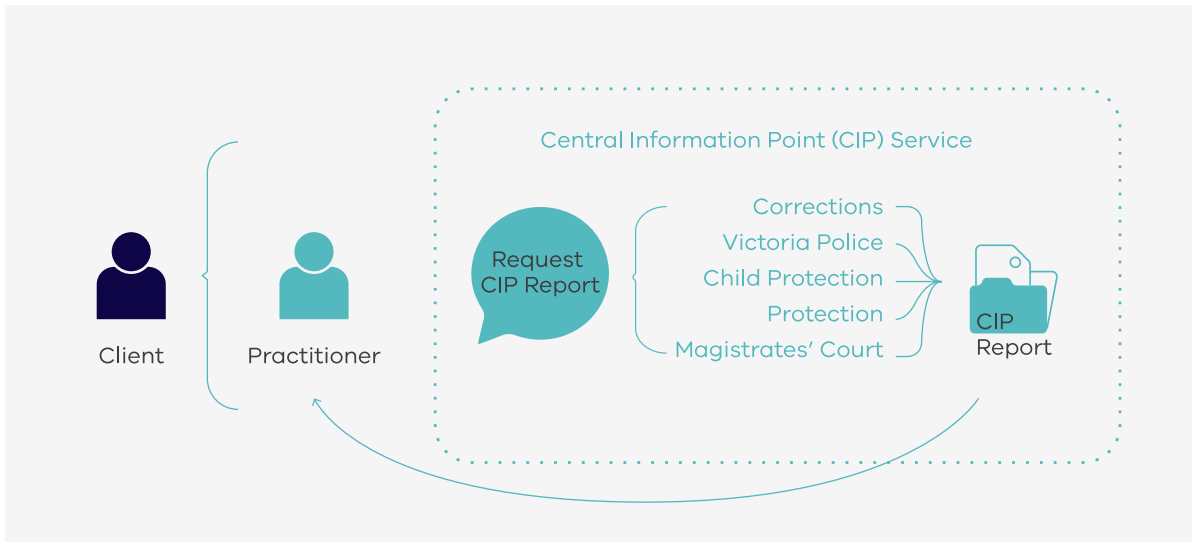 Central Information Point (CIP) Service
Client
Practitioner
Request
CIP Report
Corrections
Victoria Police
Child Protection
Protection
Magistrates’ Court
CIP
Report